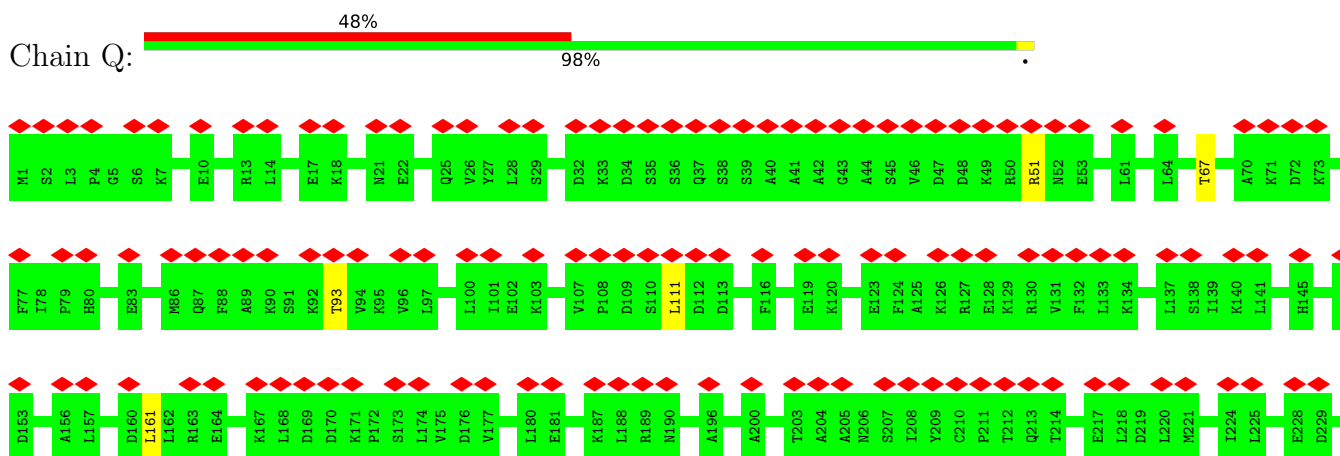 48%
Chain Q:
98%
.
M1 S2 L3 P4 G5 S6 K7 E10 R13 L14 E17 K18 N21 E22 Q25 V26 Y27 L28 S29 D32 K33 D34 S35 S36 Q37 S38 S39 A40 A41 A42 G43 A44 S45 V46 D47 D48 K49 R50 R51 N52 E53 L61 L64 T67 A70 K71 D72 K73
F77 I78 P79 H80 E83 M86 Q87 F88 A89 K90 S91 K92 T93 V94 K95 V96 L97 L100 I101 E102 K103 V107 P108 D109 S110 L111 D112 D113 F116 E119 K120 E123 F124 A125 K126 R127 E128 K129 R130 V131 F132 L133 K134 L137 S138 I139 K140 L141 H145
D153 A156 L157 D160 L161 L162 R163 E164 K167 L168 D169 D170 K171 P172 S173 L174 V175 D176 V177 L180 E181 K187 L188 R189 N190 A196 A200 T203 A204 A205 N206 S207 I208 Y209 C210 P211 T212 Q213 T214 E217 L218 D219 L220 M221 I224 L225 E228 D229